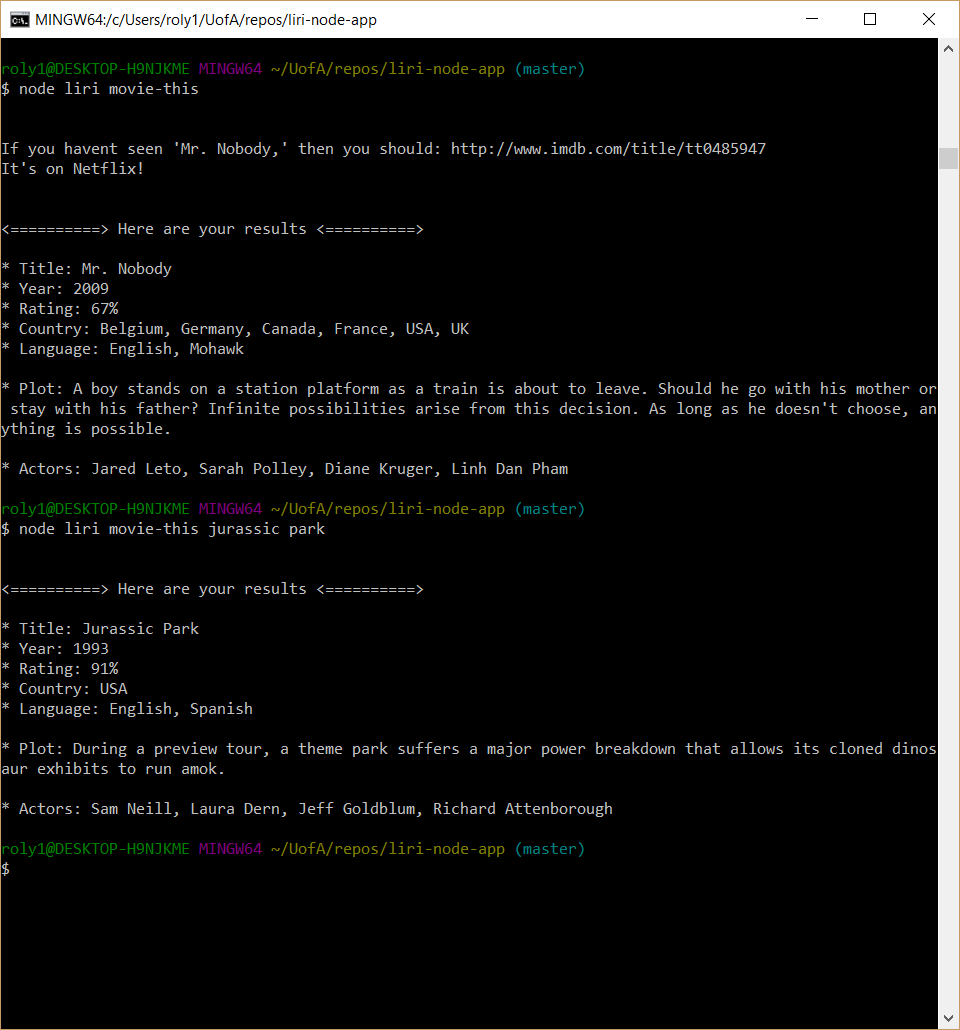 MINGW64:/c/Users/roly1/UofA/repos/liri-node-app
roly1@DESKTOP-H9NJKME MINGW64 ~/UofA/repos/liri-node-app (master)
$ node liri movie-this
If you havent seen 'Mr. Nobody,' then you should: http://www.imdb.com/title/tt0485947
It's on Netflix!
<==========> Here are your results <==========>
* Title: Mr. Nobody
* Year: 2009
* Rating: 67%
* Country: Belgium, Germany, Canada, France, USA, UK
* Language: English, Mohawk
* Plot: A boy stands on a station platform as a train is about to leave. Should he go with his mother or
 stay with his father? Infinite possibilities arise from this decision. As long as he doesn't choose, an
ything is possible.
* Actors: Jared Leto, Sarah Polley, Diane Kruger, Linh Dan Pham
roly1@DESKTOP-H9NJKME MINGW64 ~/UofA/repos/liri-node-app (master)
$ node liri movie-this jurassic park
<==========> Here are your results <==========>
* Title: Jurassic Park
* Year: 1993
* Rating: 91%
* Country: USA
* Language: English, Spanish
* Plot: During a preview tour, a theme park suffers a major power breakdown that allows its cloned dinos
aur exhibits to run amok.
* Actors: Sam Neill, Laura Dern, Jeff Goldblum, Richard Attenborough
roly1@DESKTOP-H9NJKME MINGW64 ~/UofA/repos/liri-node-app (master)
$